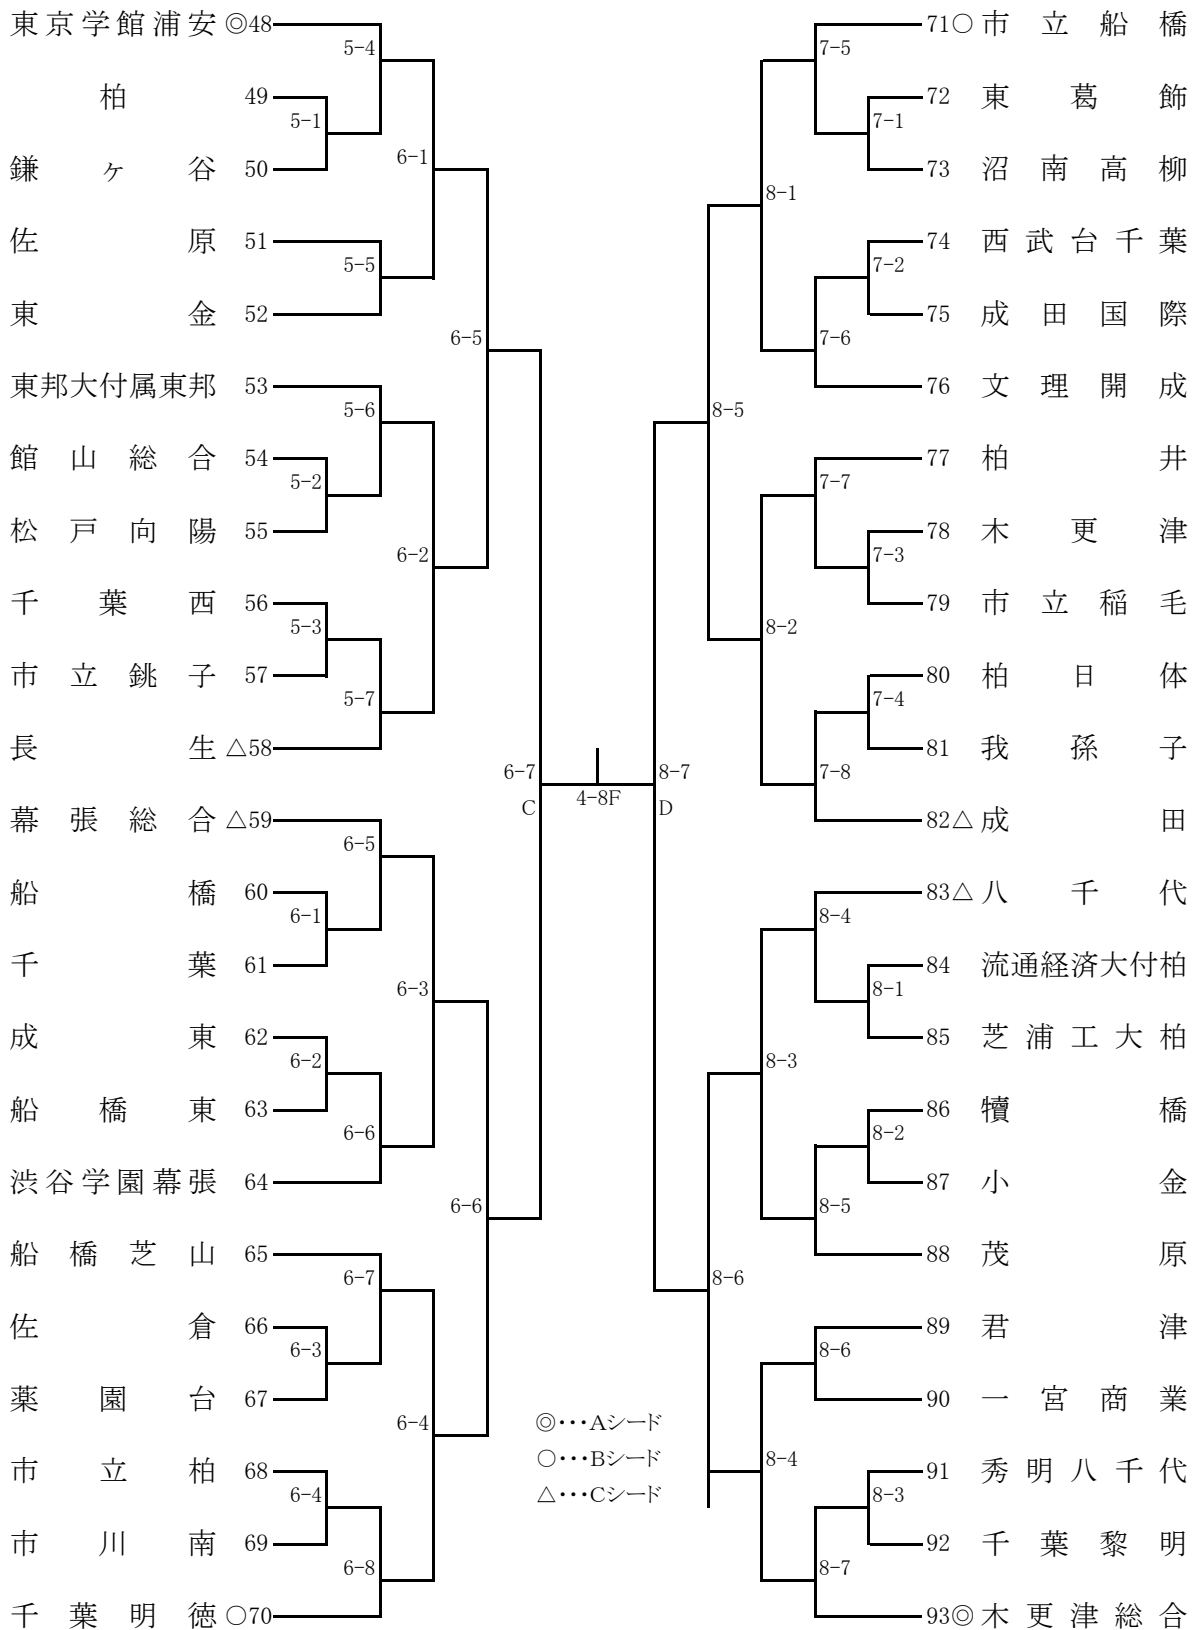 東京学館浦安 ◎48
5-4
柏 49
5-1
鎌ヶ谷 50
6-1
佐原 51
5-5
東金 52
6-5
東邦大付属東邦 53
5-6
館山総合 54
5-2
松戸向陽 55
6-2
千葉西 56
5-3
市立銚子 57
5-7
長生 △58
6-7
C
幕張総合 △59
6-5
船橋 60
6-1
千葉 61
6-3
成東 62
6-2
船橋東 63
6-6
渋谷学園幕張 64
6-6
船橋芝山 65
6-7
佐倉 66
6-3
薬園台 67
6-4
市立柏 68
6-4
市川南 69
6-8
千葉明徳 ○70
4-8F
◎・・・Aシード
○・・・Bシード
△・・・Cシード
71○ 市立船橋
7-5
72 東葛飾
7-1
73 沼南高柳
8-1
74 西武台千葉
7-2
75 成田国際
7-6
76 文理開成
8-5
77 柏井
7-7
78 木更津
7-3
79 市立稲毛
8-2
80 柏日体
7-4
81 我孫子
7-8
8-7
D
82△ 成田
83△ 八千代
8-4
84 流通経済大付柏
8-1
85 芝浦工大柏
8-3
86 犢橋
8-2
87 小金
8-5
88 茂原
8-6
89 君津
8-6
90 一宮商業
8-4
91 秀明八千代
8-3
92 千葉黎明
8-7
93◎ 木更津総合